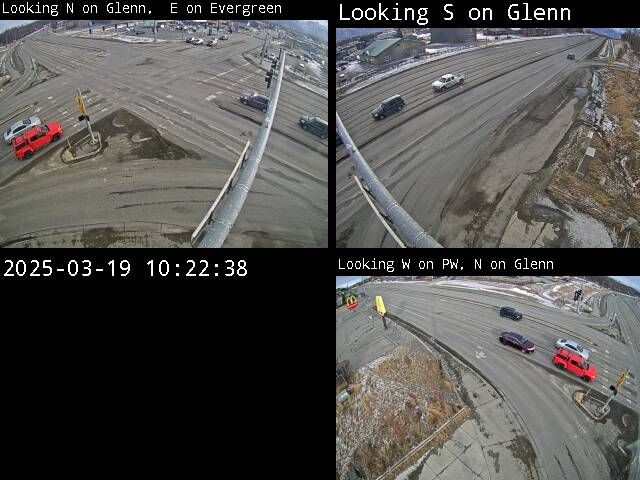 Looking N on Glenn,  E on Evergreen
Looking S on Glenn
2025-03-19 10:22:38
Looking W on PW, N on Glenn